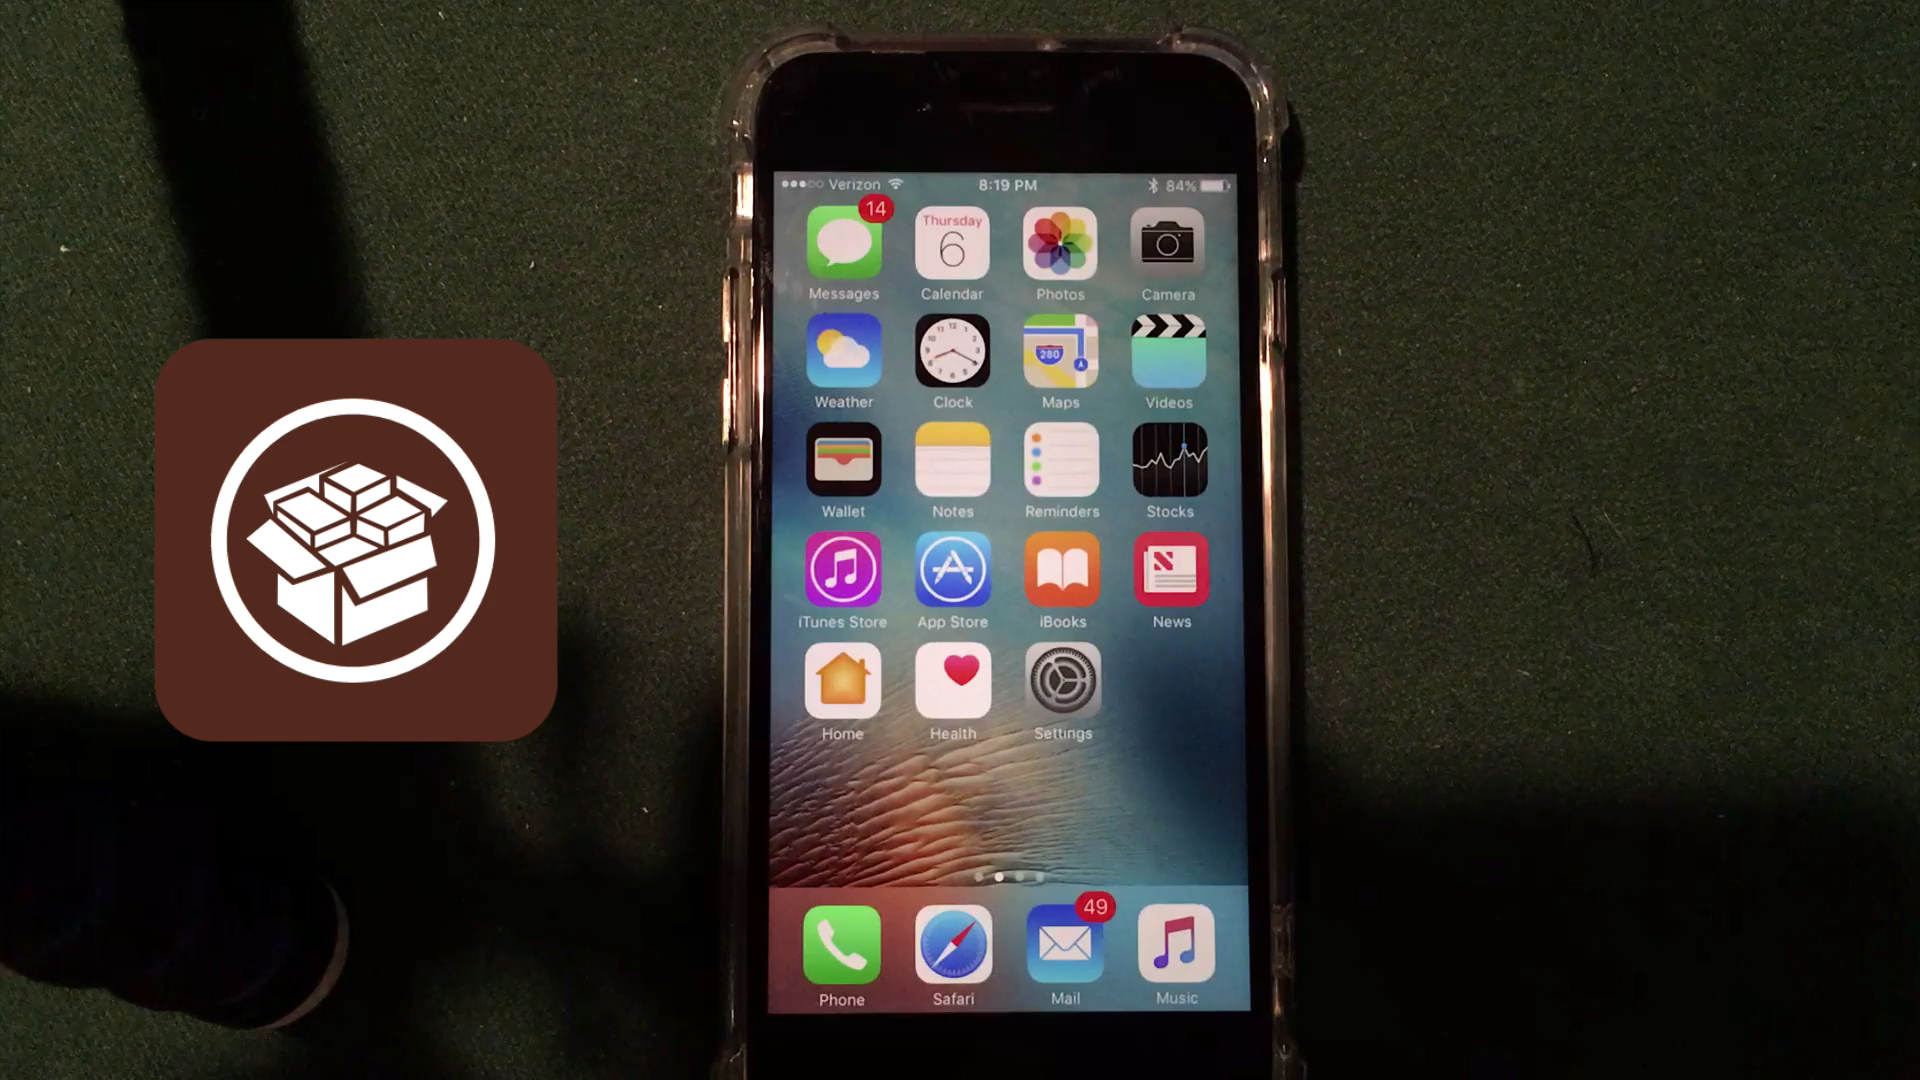 Verizon 8:19 PM 84%
14
Thursday
6
Messages Calendar Photos Camera
280
Weather Clock Maps Videos
Wallet Notes Reminders Stocks
iTunes Store App Store iBooks News
Home Health Settings
49
Phone Safari Mail Music